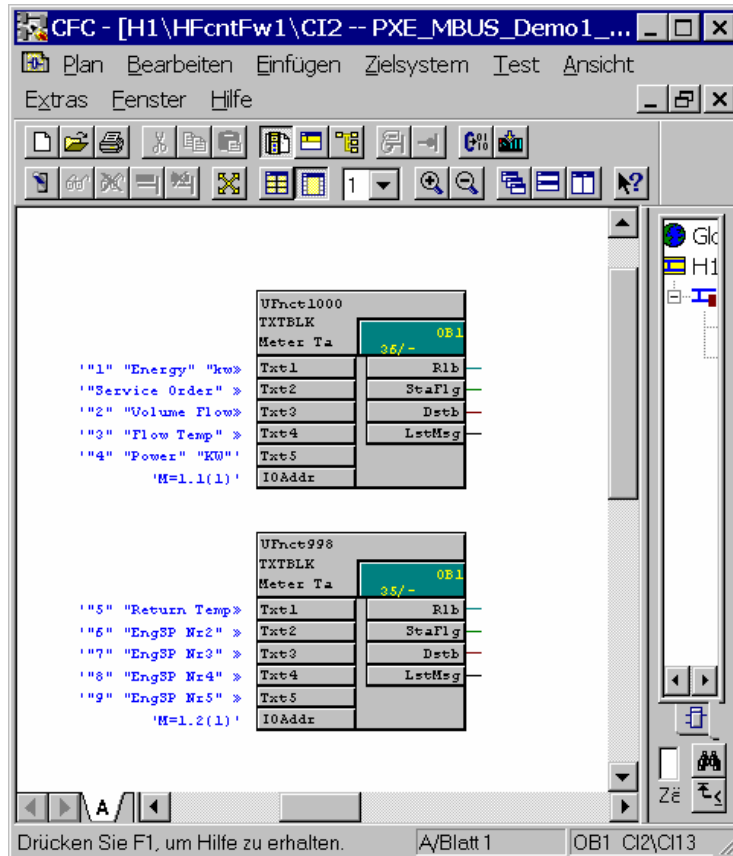 CFC - [H1\HFcntFw1\CI2 -- PXE_MBUS_Demo1_...
Plan Bearbeiten Einfügen Zielsystem Test Ansicht
Extras Fenster Hilfe
1
Glo
H1
UFnct1000
TXTBLK
Meter Ta
OB1
36/-
'"1" "Energy" "kw» Txt1 Rlb
'"Service Order" » Txt2 StaFlg
'"2" "Volume Flow» Txt3 Dstb
'"3" "Flow Temp" » Txt4 LstMsg
'"4" "Power" "KW"' Txt5
'M=1.1(1)' IOAddr
UFnct998
TXTBLK
Meter Ta
OB1
35/-
'"5" "Return Temp» Txt1 Rlb
'"6" "EngSP Nr2" » Txt2 StaFlg
'"7" "EngSP Nr3" » Txt3 Dstb
'"8" "EngSP Nr4" » Txt4 LstMsg
'"9" "EngSP Nr5" » Txt5
'M=1.2(1)' IOAddr
A
Zë
Drücken Sie F1, um Hilfe zu erhalten. A/Blatt 1 OB1 CI2\CI13